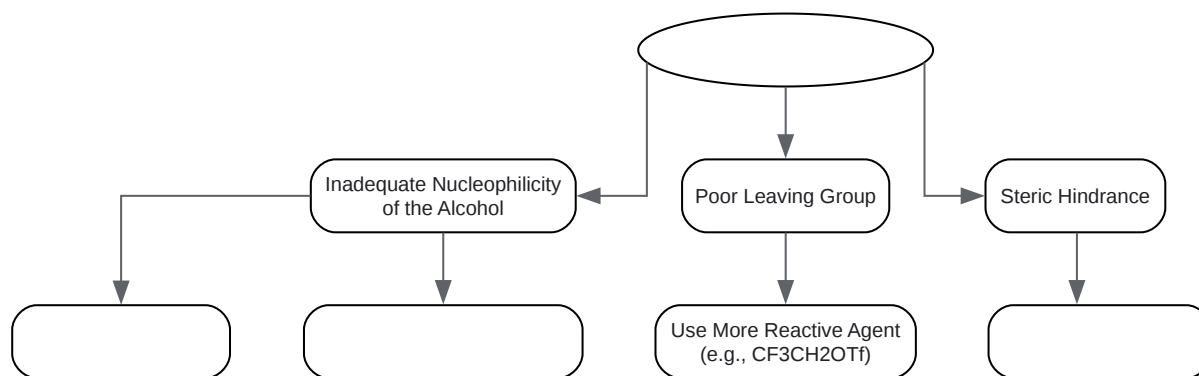 Inadequate Nucleophilicity
of the Alcohol
Poor Leaving Group
Steric Hindrance
Use More Reactive Agent
(e.g., CF3CH2OTf)